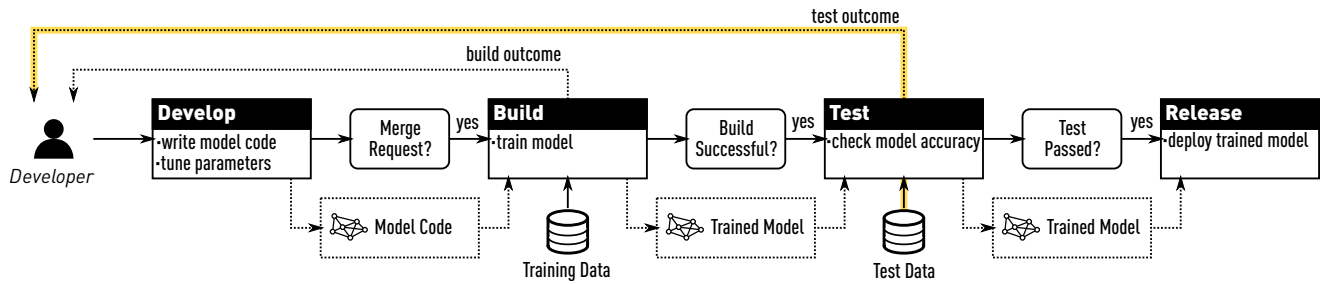 test outcome
build outcome
Developer
Develop
▪write model code
▪tune parameters
Merge
Request?
yes
Build
▪train model
Build
Successful?
yes
Test
▪check model accuracy
Test
Passed?
yes
Release
▪deploy trained model
Model Code
Training Data
Trained Model
Test Data
Trained Model